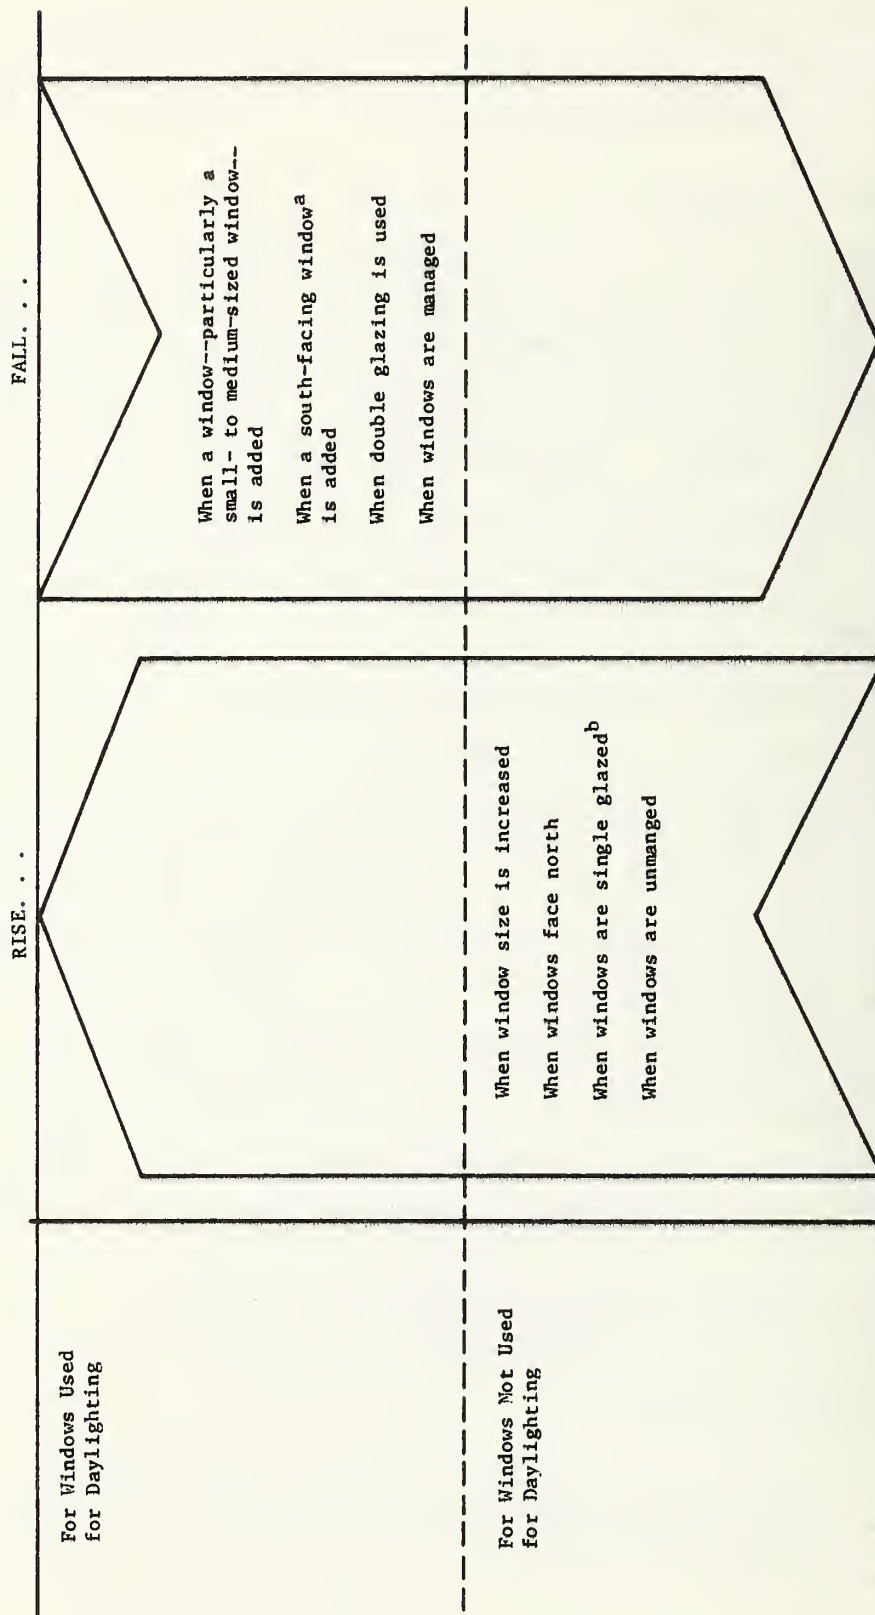 RISE. . .
FALL. . .
For Windows Used
for Daylighting
When a window--particularly a
small- to medium-sized window--
is added
When a south-facing windowa
is added
When double glazing is used
When windows are managed
For Windows Not Used
for Daylighting
When window size is increased
When windows face north
When windows are single glazedb
When windows are unmanged